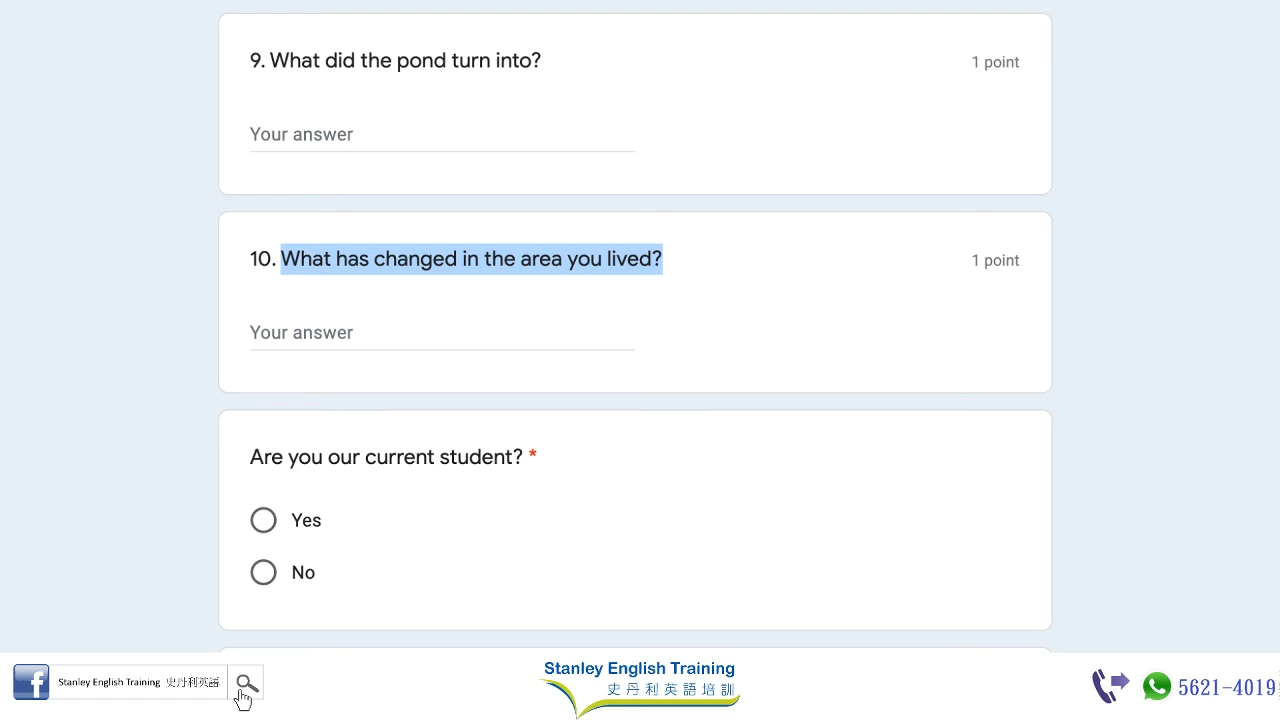 9. What did the pond turn into?
1 point
Your answer
10. What has changed in the area you lived?
1 point
Your answer
Are you our current student? *
Yes
No
Stanley English Training 史丹利英語
Stanley English Training
史丹利英語培訓
5621-4019